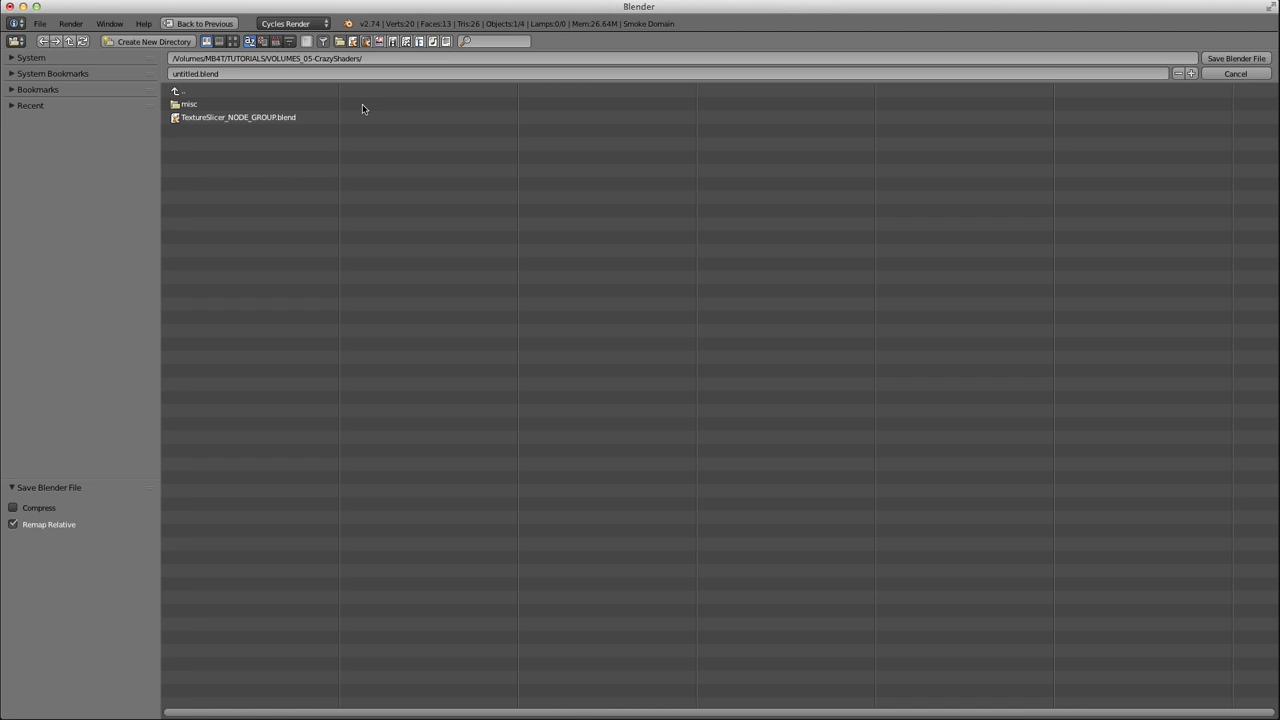 Blender
File Render Window Help Back to Previous Cycles Render v2.74 | Verts:20 | Faces:13 | Tris:26 | Objects:1/4 | Lamps:0/0 | Mem:26.64M | Smoke Domain
Create New Directory
System
/Volumes/MB4T/TUTORIALS/VOLUMES_05-CrazyShaders/
Save Blender File
System Bookmarks
untitled.blend
Cancel
Bookmarks
..
Recent
misc
TextureSlicer_NODE_GROUP.blend
Save Blender File
Compress
Remap Relative